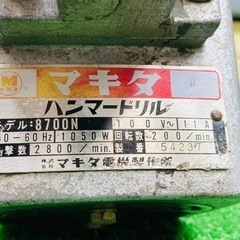 M マキタ
ハンマードリル
モデル:8700N 100V~11A
50-60Hz 1050W 回転数 200/min.
打撃数 2800/min. 製番 54237
株式会社 マキタ電機製作所